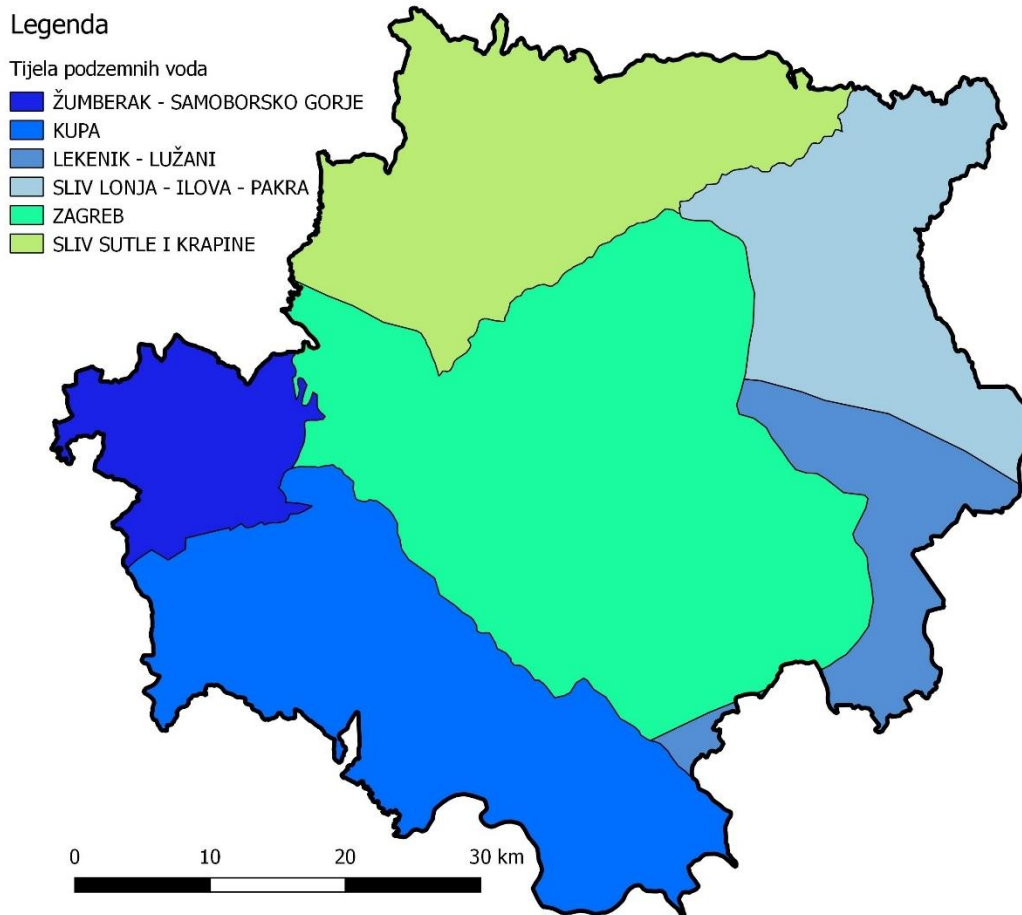 Legenda
Tijela podzemnih voda
ŽUMBERAK - SAMOBORSKO GORJE
KUPA
LEKENIK - LUŽANI
SLIV LONJA - ILOVA - PAKRA
ZAGREB
SLIV SUTLE I KRAPINE
0 10 20 30 km